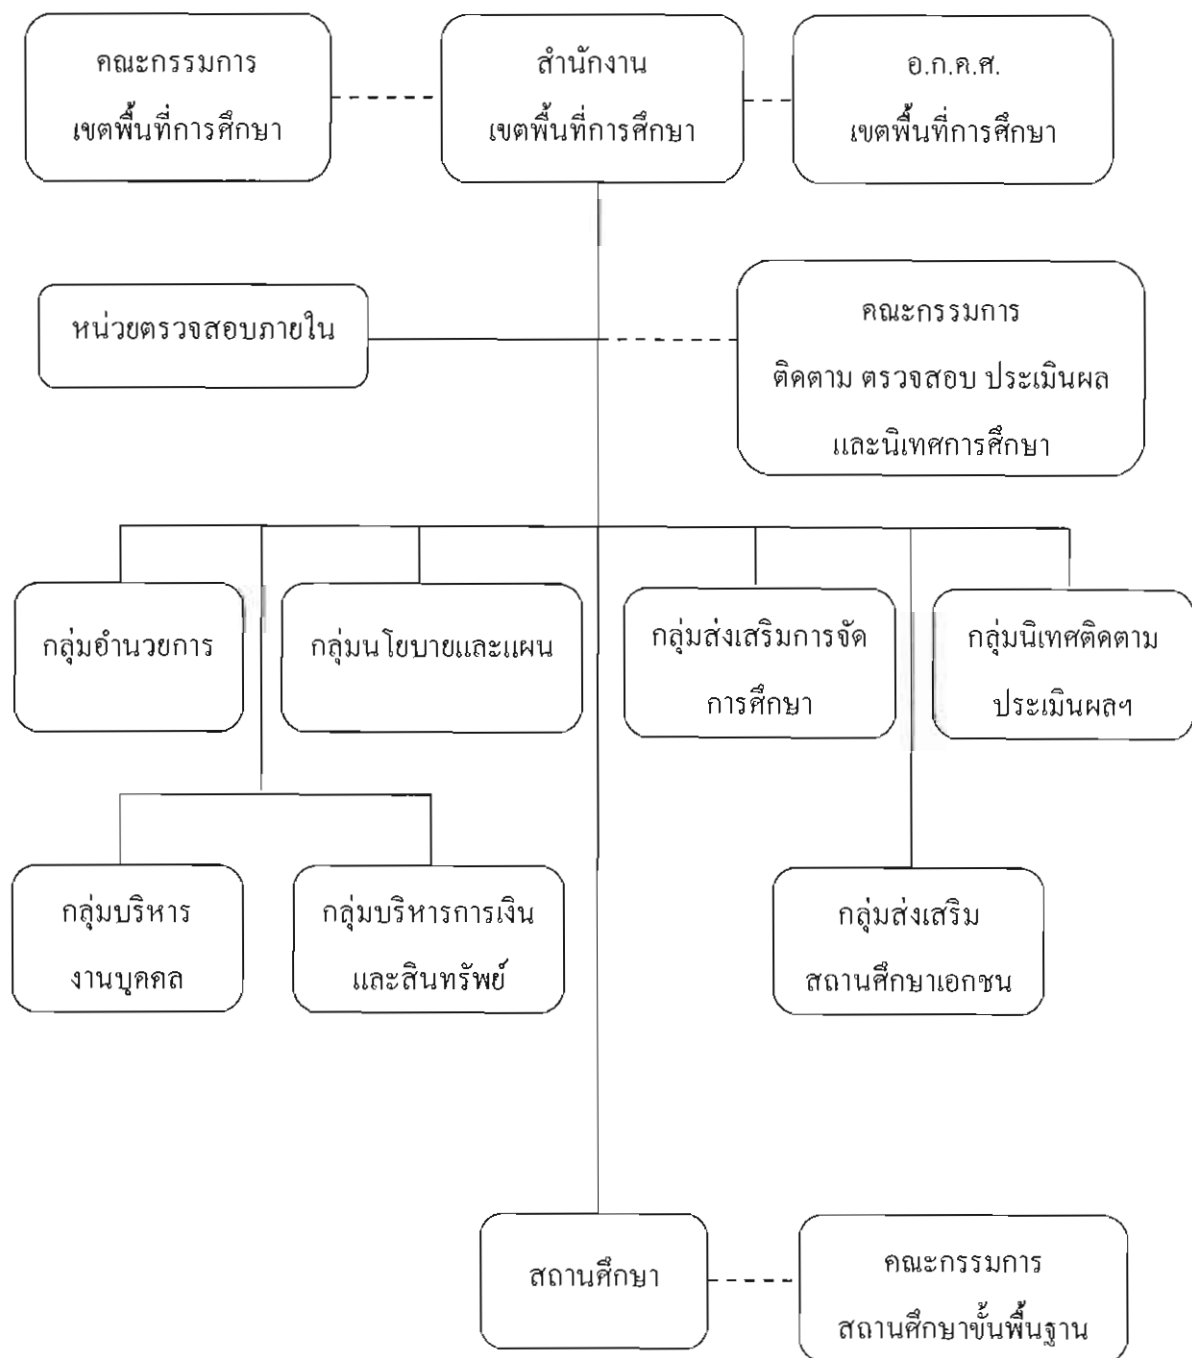 คณะกรรมการ
เขตพื้นที่การศึกษา
สำนักงาน
เขตพื้นที่การศึกษา
อ.ก.ค.ศ.
เขตพื้นที่การศึกษา
หน่วยตรวจสอบภายใน
คณะกรรมการ
ติดตาม ตรวจสอบ ประเมินผล
และนิเทศการศึกษา
กลุ่มอำนวยการ
กลุ่มนโยบายและแผน
กลุ่มส่งเสริมการจัด
การศึกษา
กลุ่มนิเทศติดตาม
ประเมินผลฯ
กลุ่มบริหาร
งานบุคคล
กลุ่มบริหารการเงิน
และสินทรัพย์
กลุ่มส่งเสริม
สถานศึกษาเอกชน
สถานศึกษา
คณะกรรมการ
สถานศึกษาขั้นพื้นฐาน